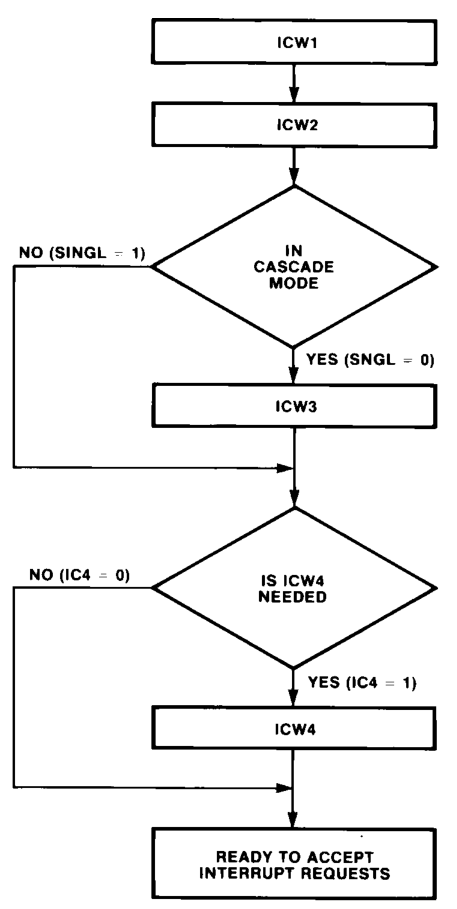 ICW1
ICW2
IN
CASCADE
MODE
NO (SINGL = 1)
YES (SNGL = 0)
ICW3
IS ICW4
NEEDED
NO (IC4 = 0)
YES (IC4 = 1)
ICW4
READY TO ACCEPT
INTERRUPT REQUESTS